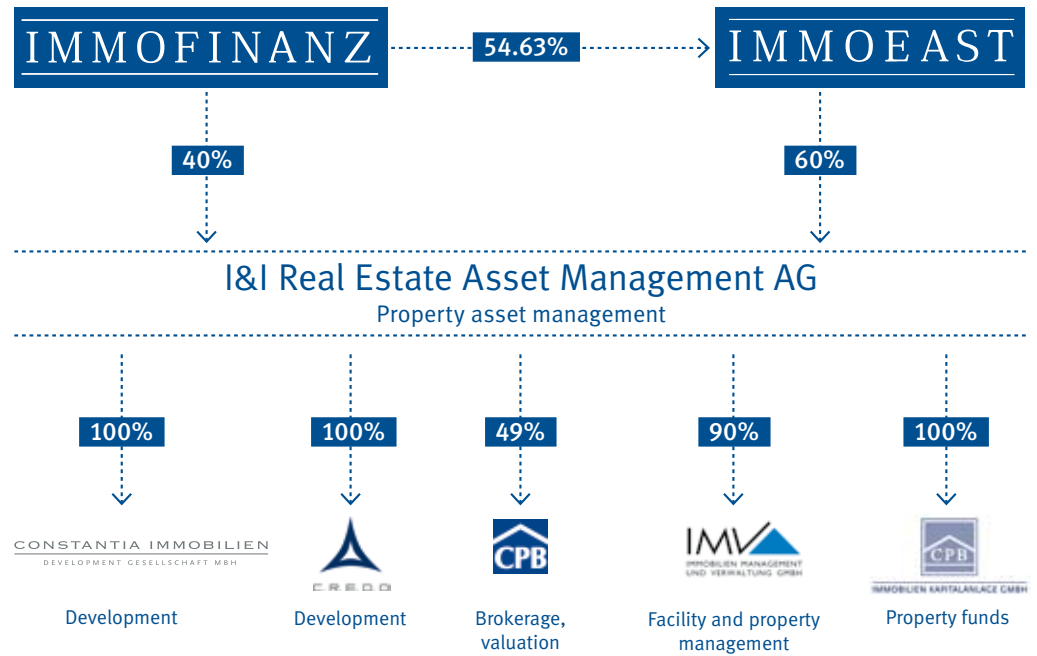 IMMOFINANZ
54.63%
IMMOEAST
40%
60%
I&I Real Estate Asset Management AG
Property asset management
100%
100%
49%
90%
100%
CONSTANTIA IMMOBILIEN
DEVELOPMENT GESELLSCHAFT MBH
C.R.E.D.O
CPB
IMV
IMMOBILIEN MANAGEMENT
UND VERWALTUNG GMBH
CPB
IMMOBILIEN KAPITALANLAGE GMBH
Development
Development
Brokerage,
valuation
Facility and property
management
Property funds